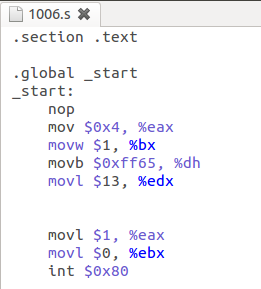 1006.s
.section .text
.global _start
_start:
nop
mov $0x4, %eax
movw $1, %bx
movb $0xff65, %dh
movl $13, %edx
movl $1, %eax
movl $0, %ebx
int $0x80